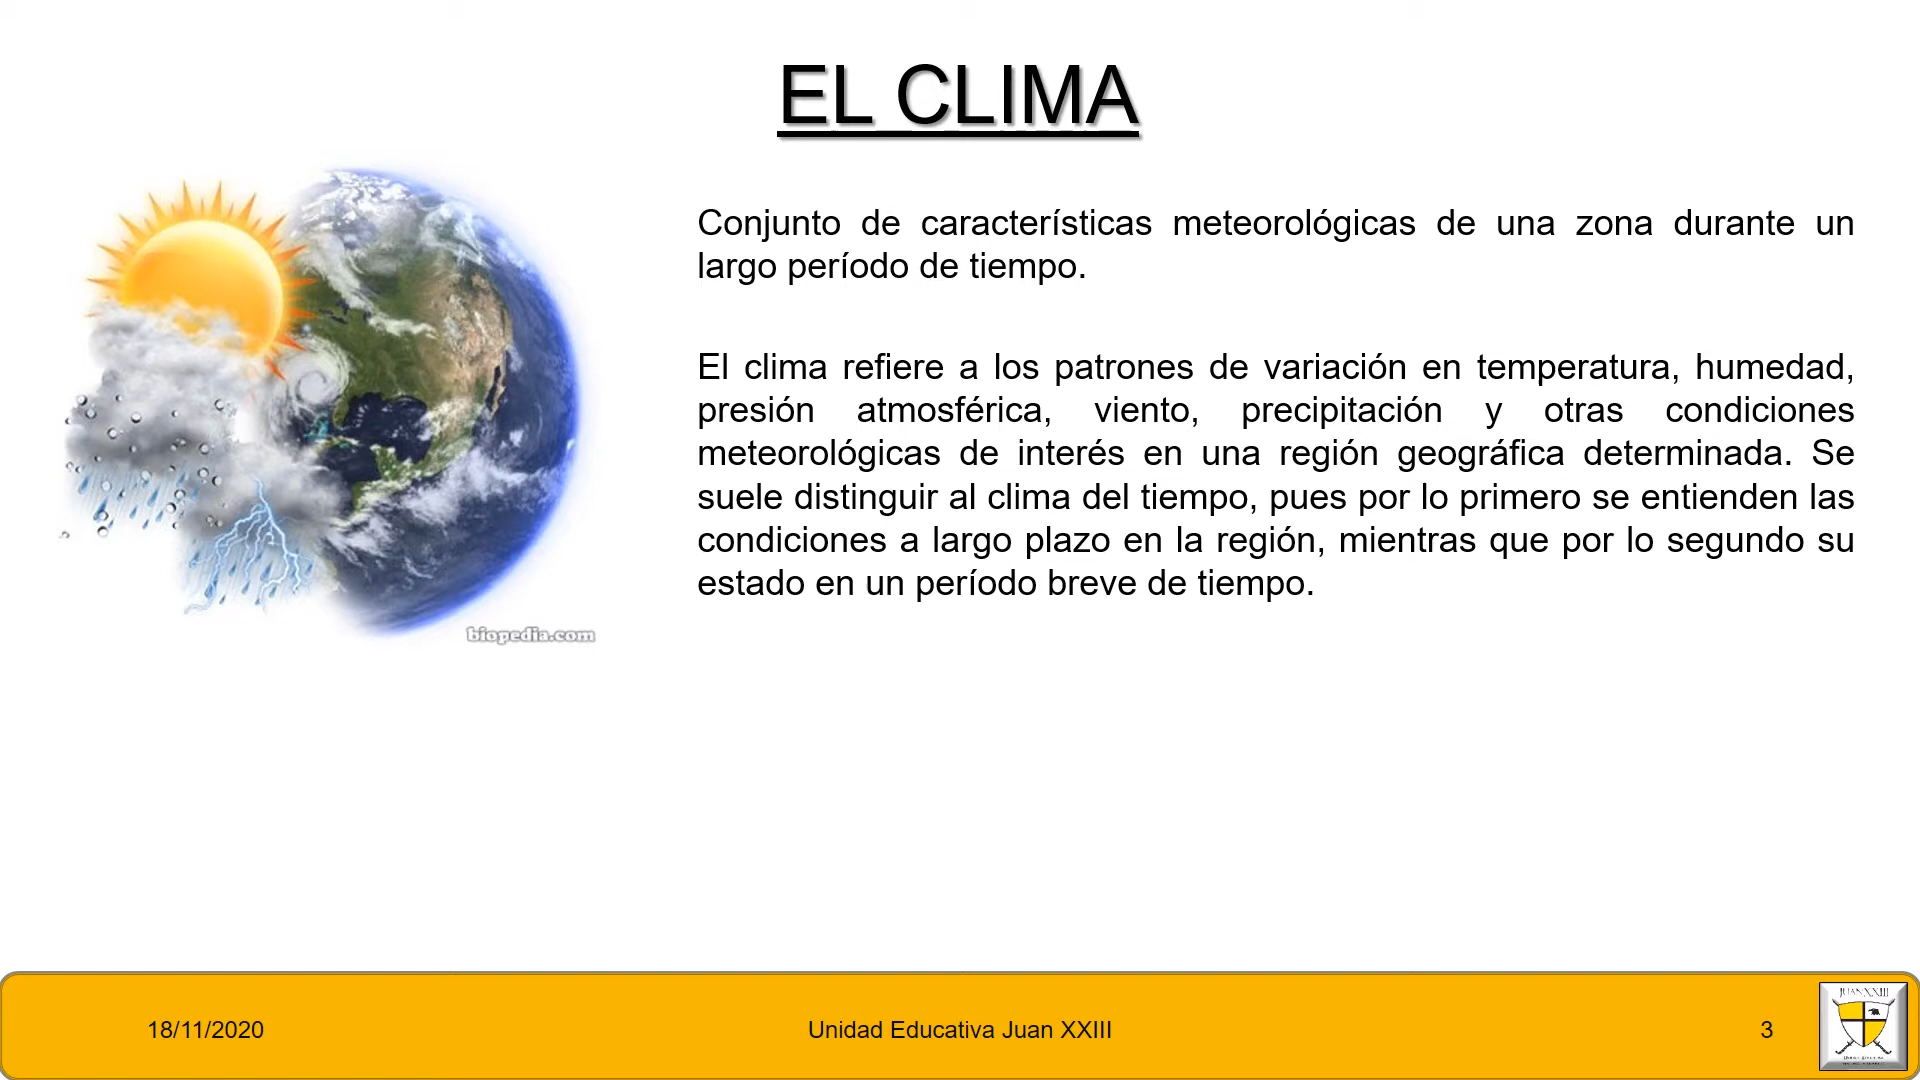 EL CLIMA
Conjunto de características meteorológicas de una zona durante un
largo período de tiempo.
El clima refiere a los patrones de variación en temperatura, humedad,
presión atmosférica, viento, precipitación y otras condiciones
meteorológicas de interés en una región geográfica determinada. Se
suele distinguir al clima del tiempo, pues por lo primero se entienden las
condiciones a largo plazo en la región, mientras que por lo segundo su
estado en un período breve de tiempo.
biopedia.com
18/11/2020
Unidad Educativa Juan XXIII
3
JUAN XXIII